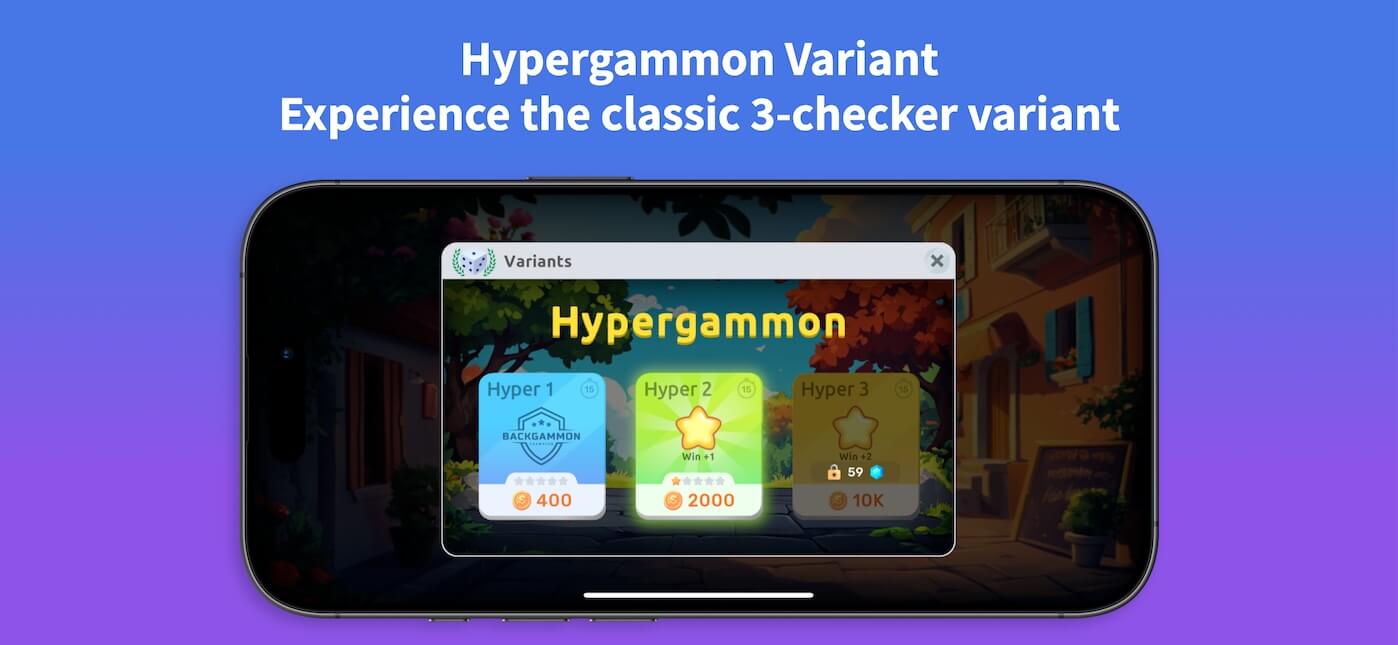 Hypergammon Variant
Experience the classic 3-checker variant
Variants
Hypergammon
Hyper 1
15
BACKGAMMON
400
Hyper 2
15
Win +1
2000
Hyper 3
15
Win +2
59
10K